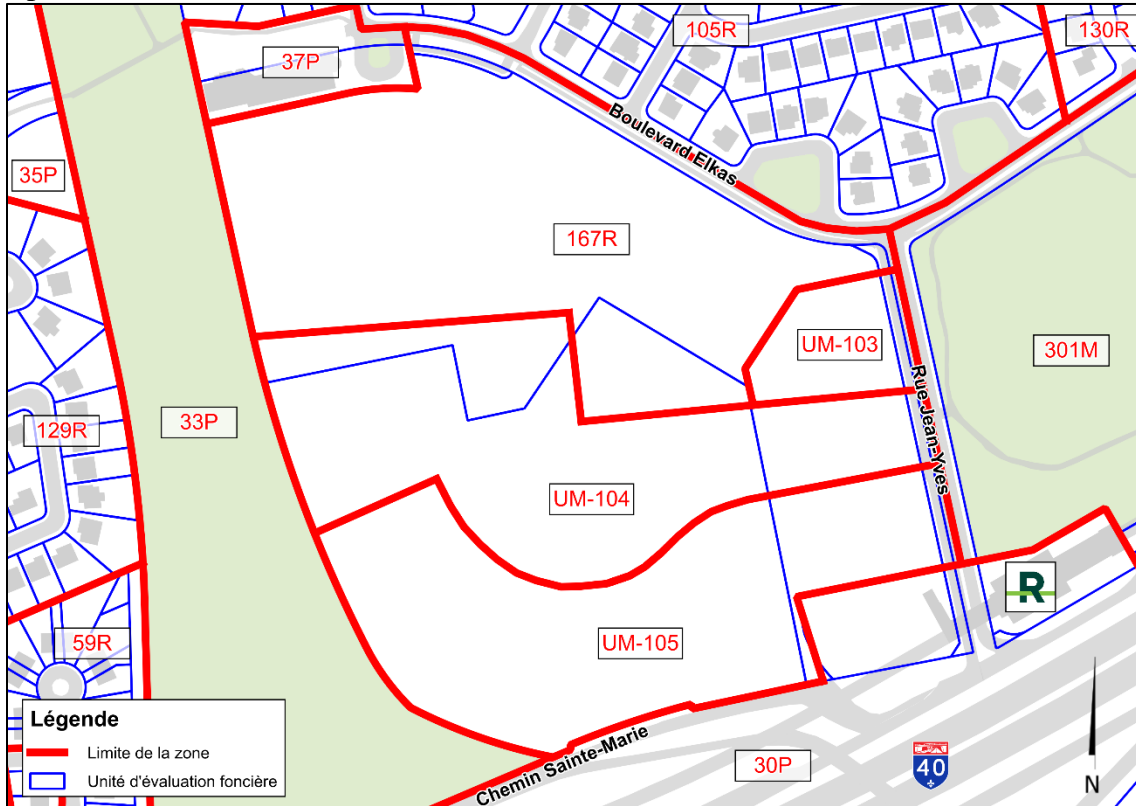 105R
130R
37P
Boulevard Elkas
35P
167R
UM-103
301M
Rue Jean-Yves
129R
33P
UM-104
R
59R
UM-105
Légende
Limite de la zone
Unité d'évaluation foncière
Chemin Sainte-Marie
30P
40
N